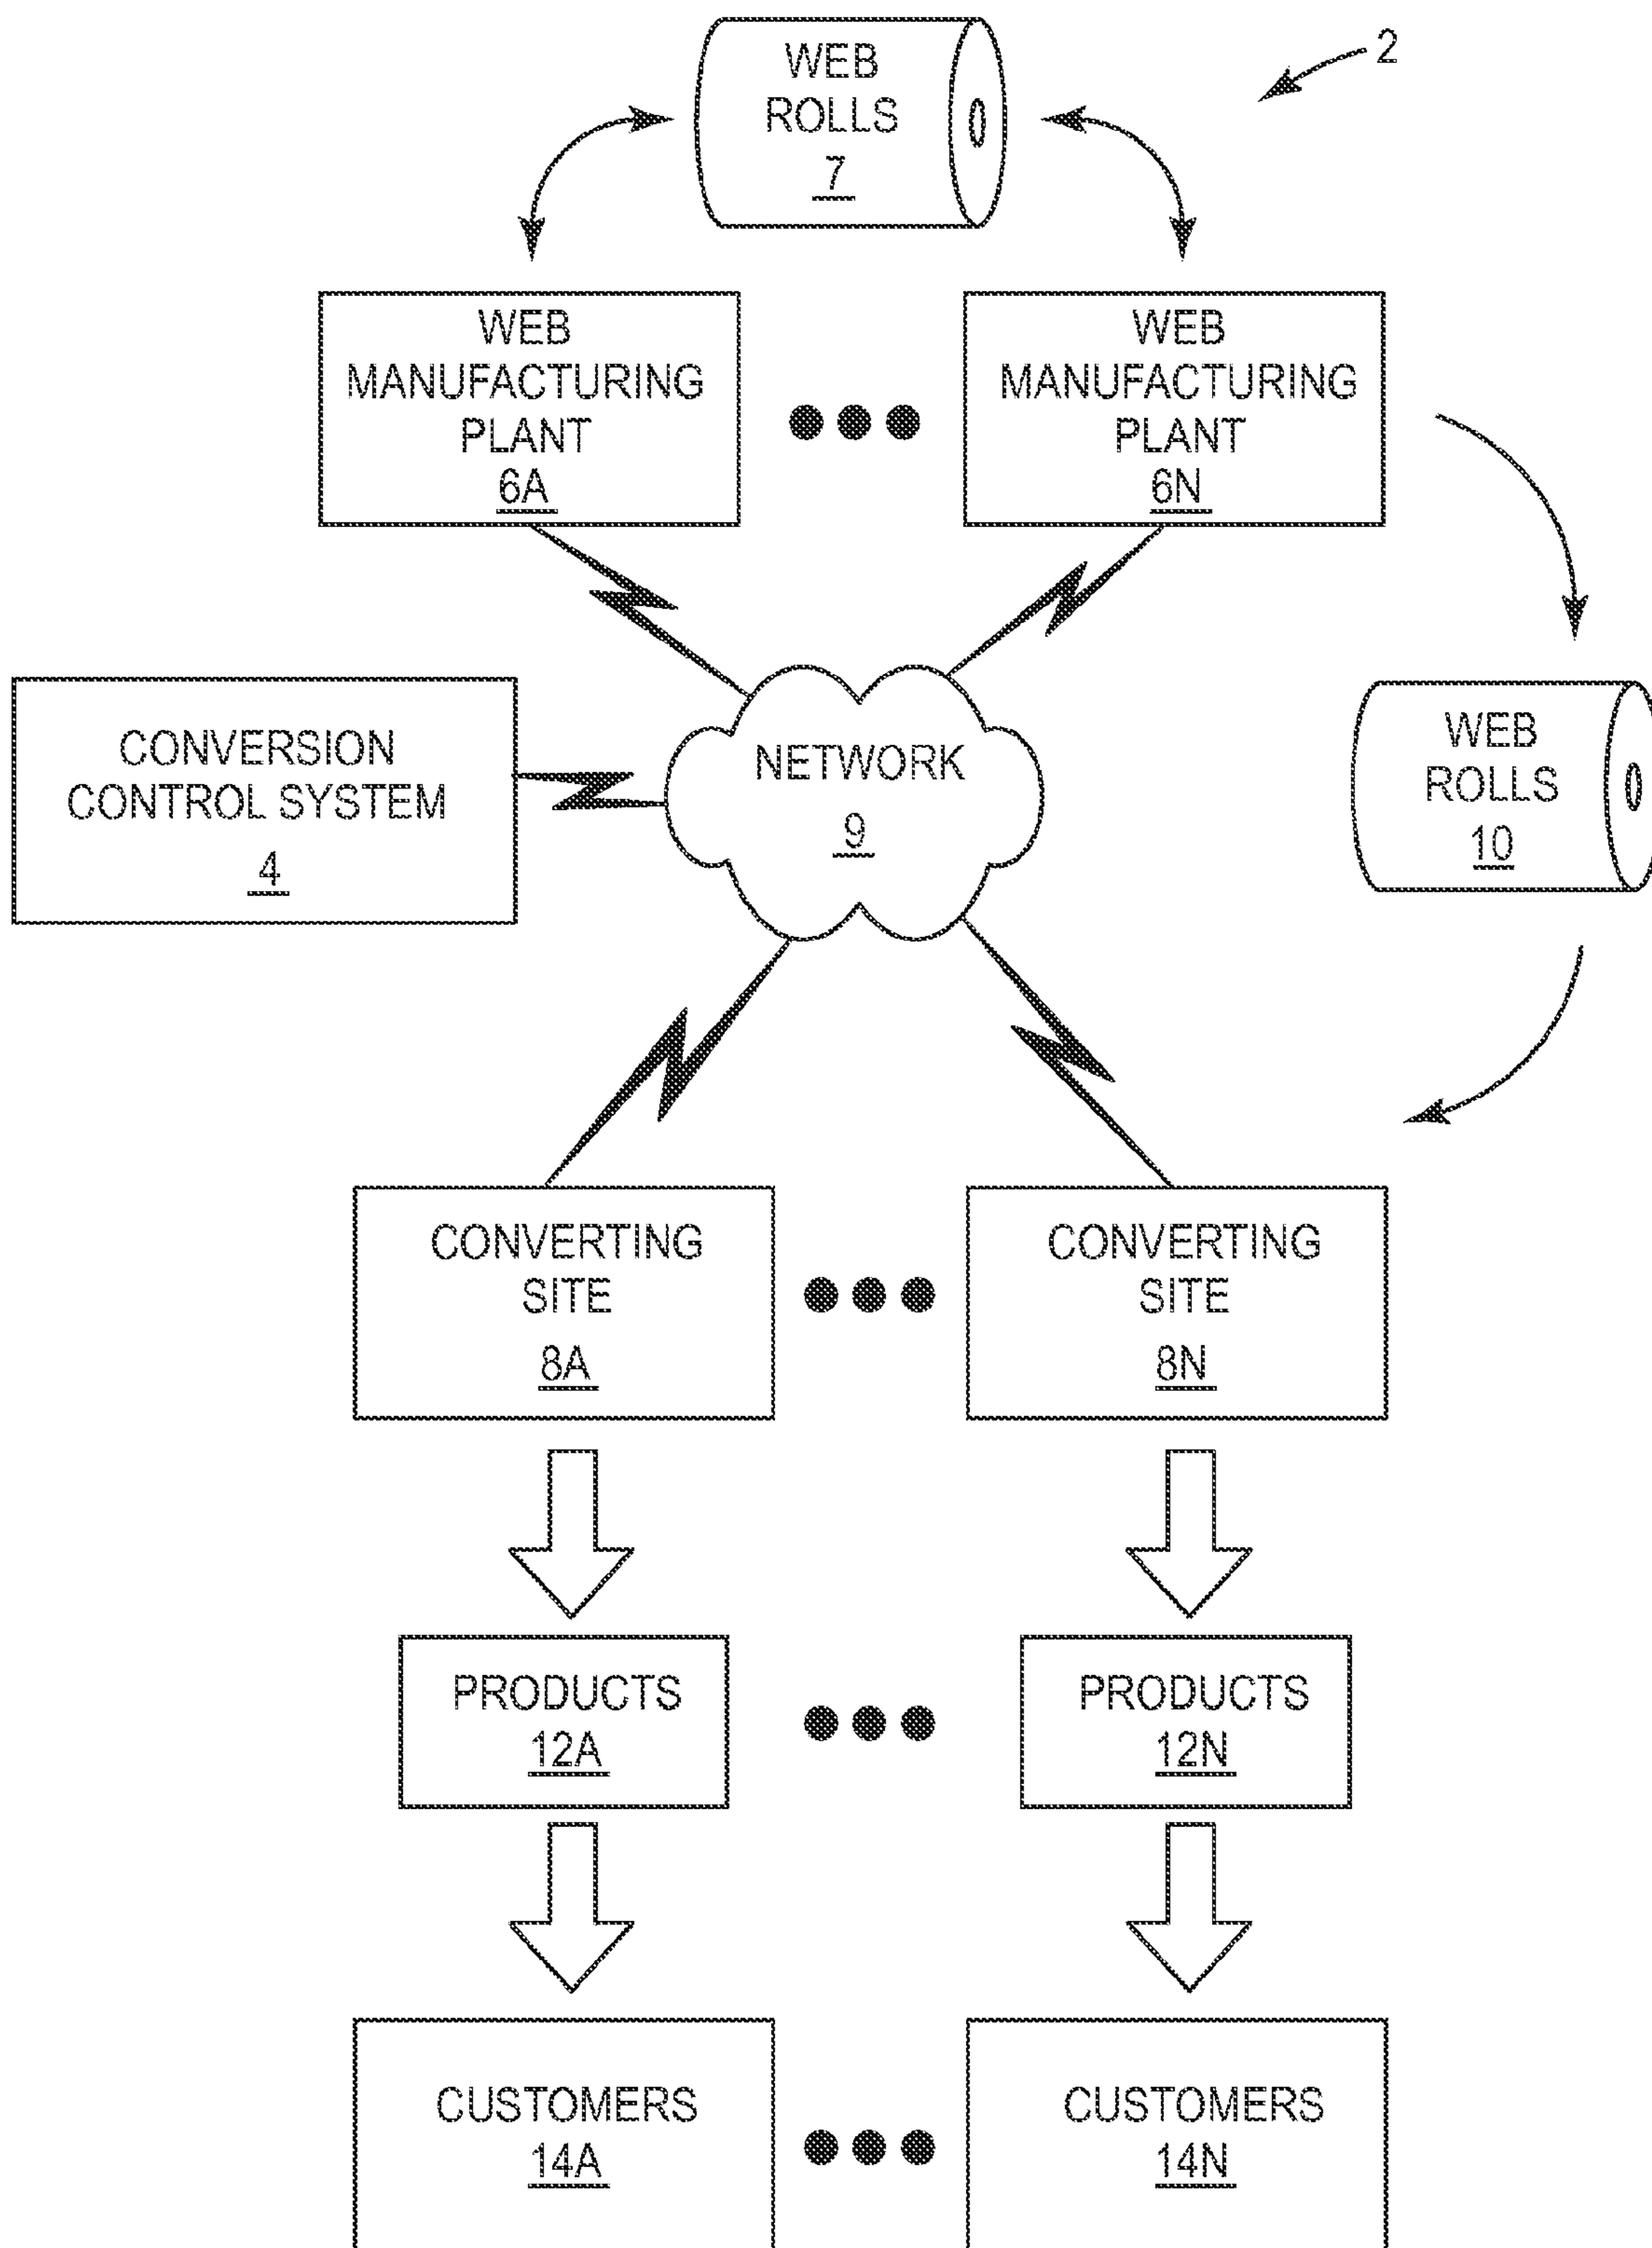 WEB
ROLLS
7
2
WEB
MANUFACTURING
PLANT
6A
WEB
MANUFACTURING
PLANT
6N
CONVERSION
CONTROL SYSTEM
4
NETWORK
9
WEB
ROLLS
10
CONVERTING
SITE
8A
CONVERTING
SITE
8N
PRODUCTS
12A
PRODUCTS
12N
CUSTOMERS
14A
CUSTOMERS
14N